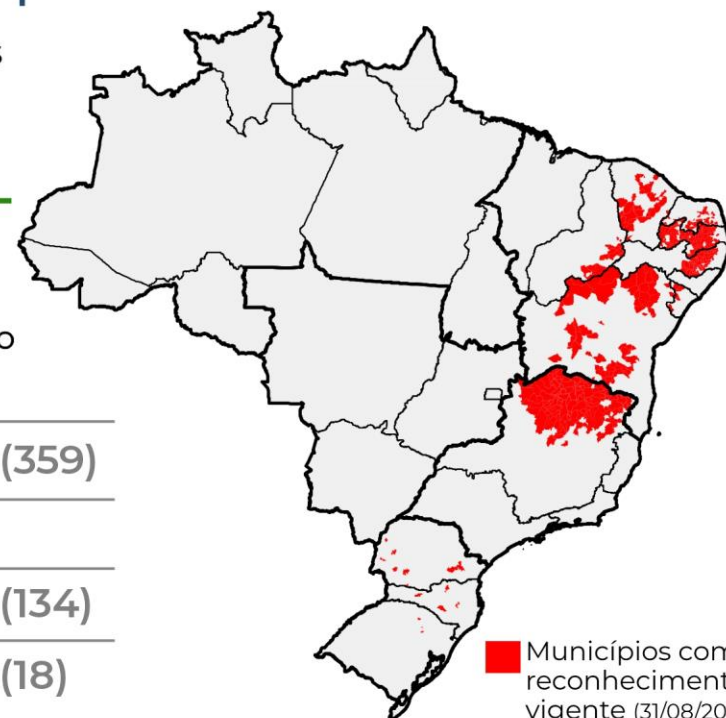 (359)
(134)
(18)
Municípios com
reconheciment
vigente (31/08/20